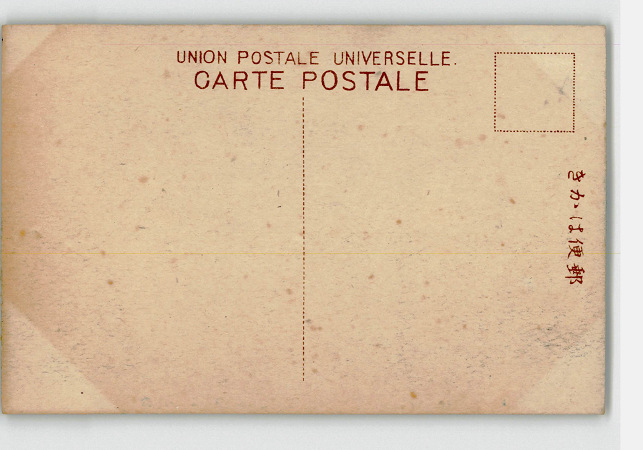 UNION POSTALE UNIVERSELLE.
CARTE POSTALE
きかは便郵